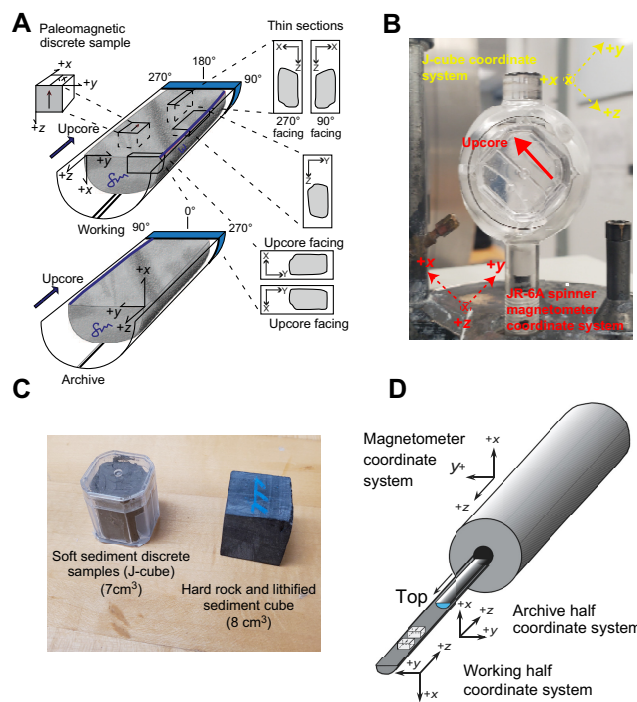 A
Paleomagnetic
discrete sample
+x
+y
+z
Upcore
+z
+y
+x
Working
270°
180°
90°
Thin sections
X
Z
X
Z
270°
facing
90°
facing
Y
Z
Upcore facing
X
Y
Y
X
Upcore facing
90°
0°
270°
Upcore
+x
+y
+z
Archive
B
J-cube coordinate
system
+x
x
+y
+z
Upcore
+x
+y
x
+z
JR-6A spinner
magnetometer
coordinate system
C
Soft sediment discrete
samples (J-cube)
(7cm³)
Hard rock and lithified
sediment cube
(8 cm³)
D
Magnetometer
coordinate
system
+x
y+
+z
Top
+x
+z
+y
Archive half
coordinate system
+y
+z
+x
Working half
coordinate system